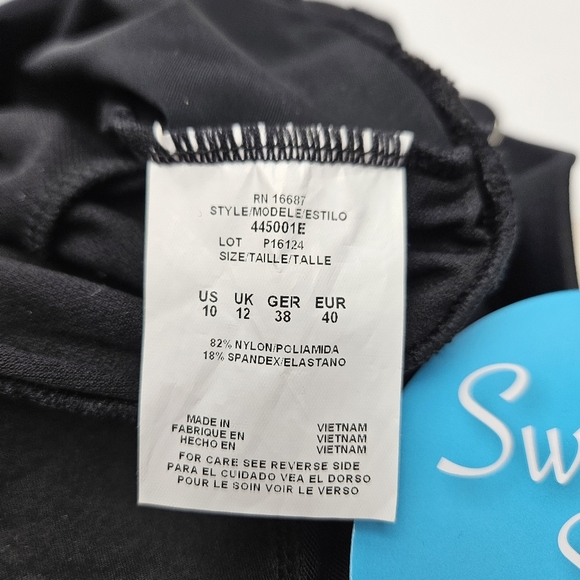 RN 16687
STYLE/MODELE/ESTILO
445001E
LOT P16124
SIZE/TAILLE/TALLE
US UK GER EUR
10 12 38 40
82% NYLON/POLIAMIDA
18% SPANDEX/ELASTANO
MADE IN VIETNAM
FABRIQUE EN VIETNAM
HECHO EN VIETNAM
FOR CARE SEE REVERSE SIDE
PARA EL CUIDADO VEA EL DORSO
POUR LE SOIN VOIR LE VERSO
Sw